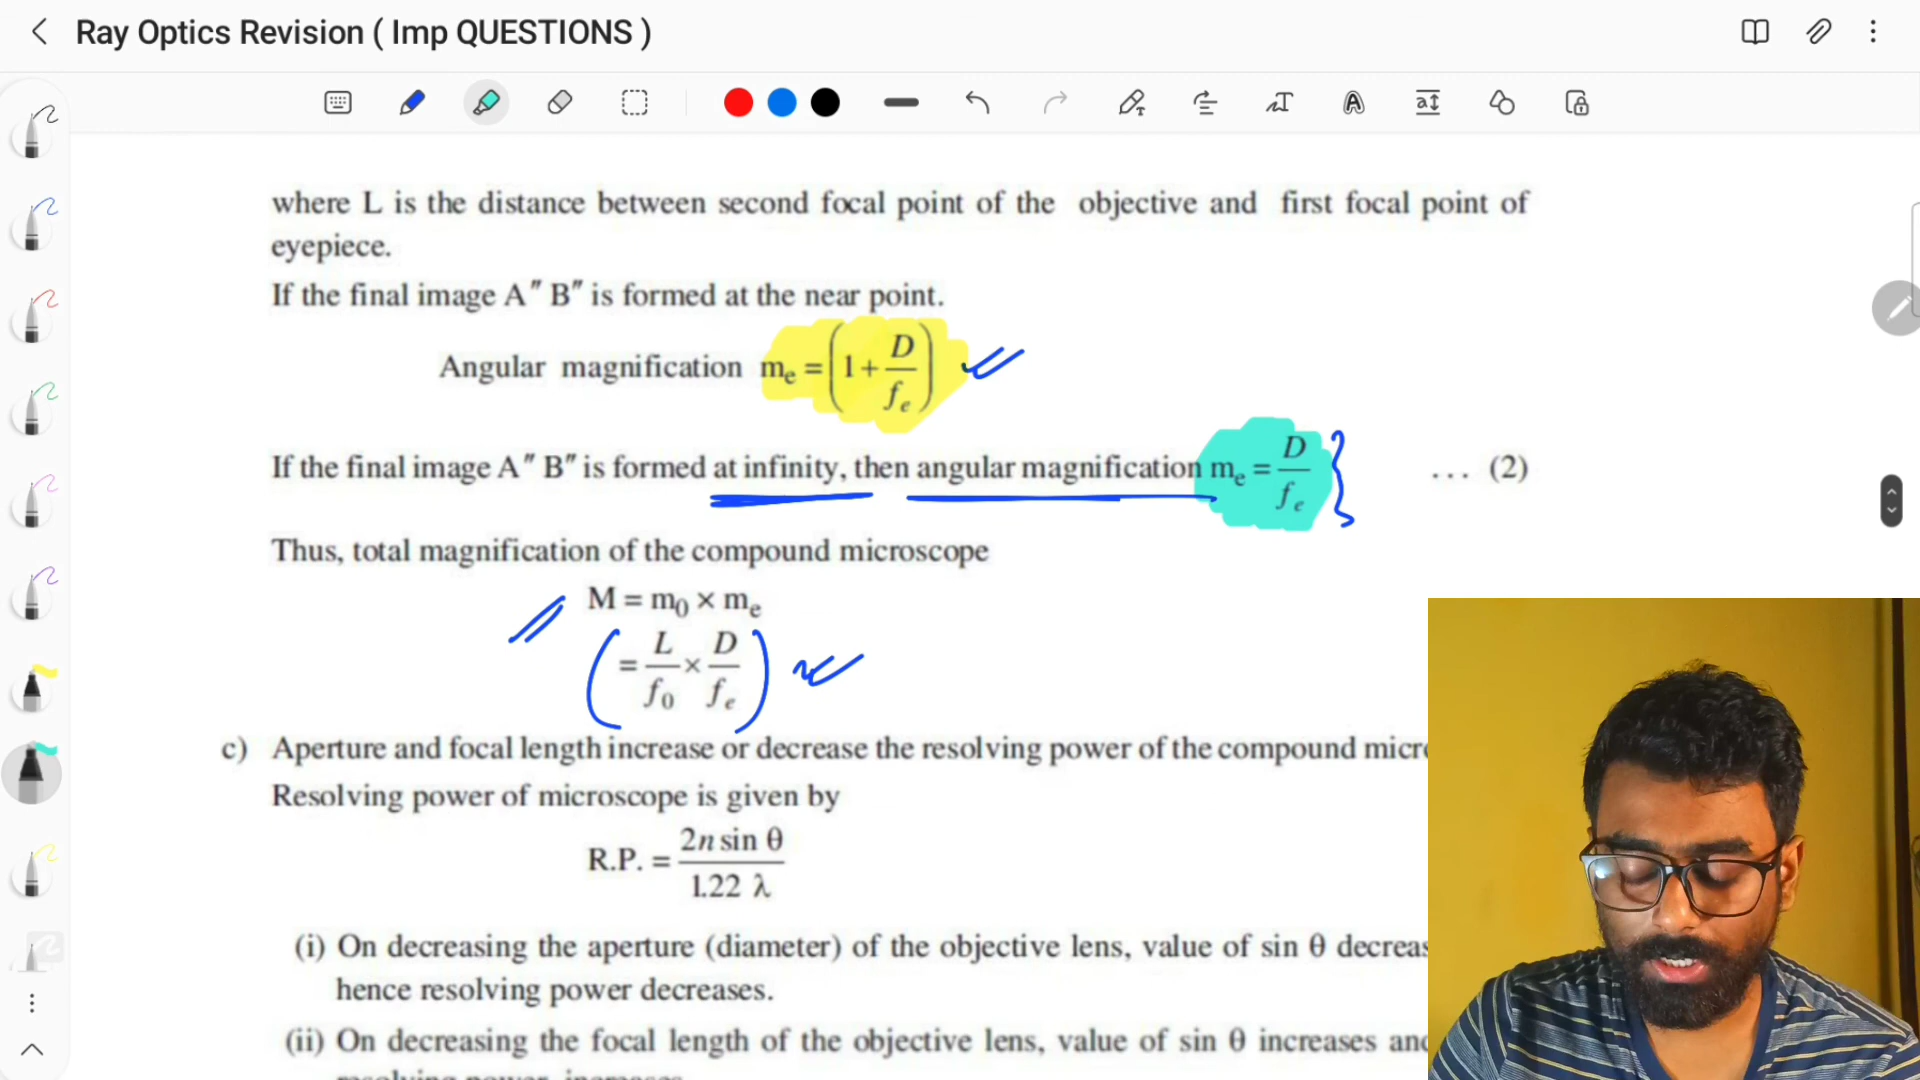 Ray Optics Revision ( Imp QUESTIONS )
where L is the distance between second focal point of the objective and first focal point of
eyepiece.
If the final image A″ B″ is formed at the near point.
Angular magnification mₑ = (1 + D/fₑ)
If the final image A″ B″ is formed at infinity, then angular magnification mₑ = D/fₑ ... (2)
Thus, total magnification of the compound microscope
M = m₀ × mₑ
= L/f₀ × D/fₑ
c) Aperture and focal length increase or decrease the resolving power of the compound micro
Resolving power of microscope is given by
R.P. = 2n sin θ / 1.22 λ
(i) On decreasing the aperture (diameter) of the objective lens, value of sin θ decreas
hence resolving power decreases.
(ii) On decreasing the focal length of the objective lens, value of sin θ increases and
resolving power increases